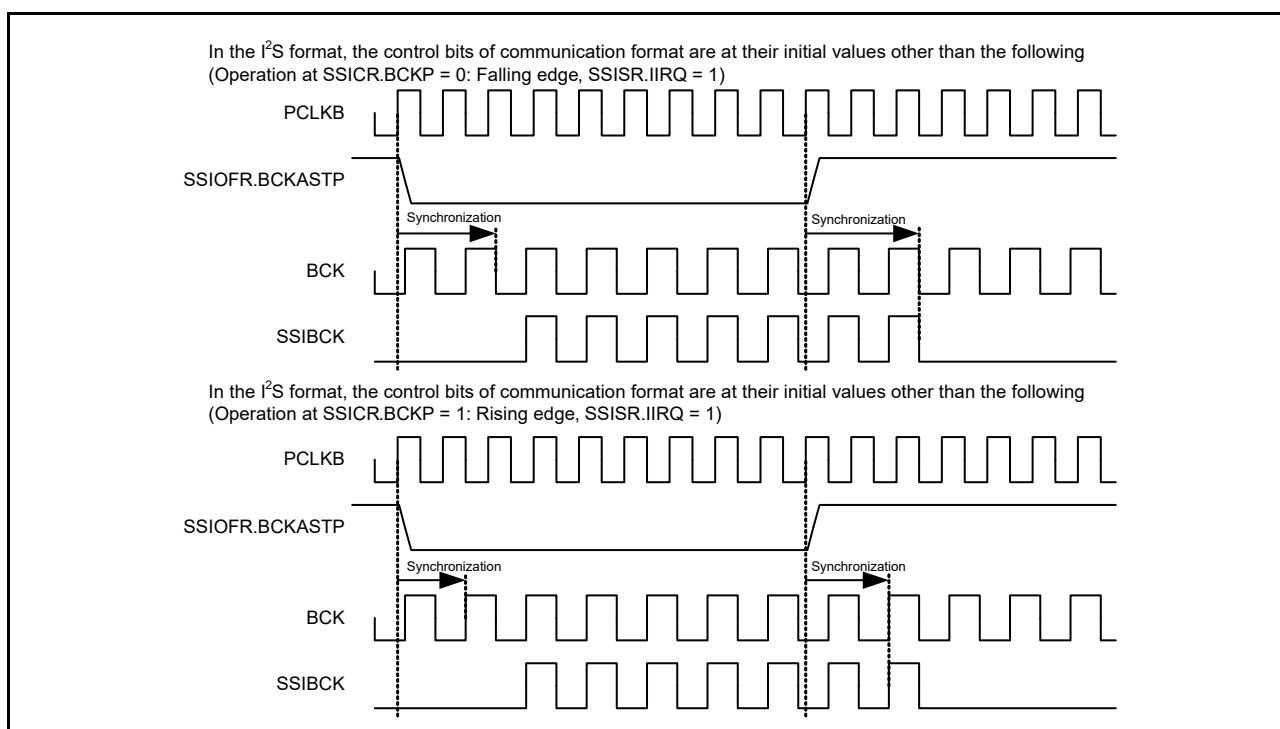 In the I²S format, the control bits of communication format are at their initial values other than the following
(Operation at SSICR.BCKP = 0: Falling edge, SSISR.IIRQ = 1)
PCLKB
SSIOFR.BCKASTP
Synchronization Synchronization
BCK
SSIBCK
In the I²S format, the control bits of communication format are at their initial values other than the following
(Operation at SSICR.BCKP = 1: Rising edge, SSISR.IIRQ = 1)
PCLKB
SSIOFR.BCKASTP
Synchronization Synchronization
BCK
SSIBCK